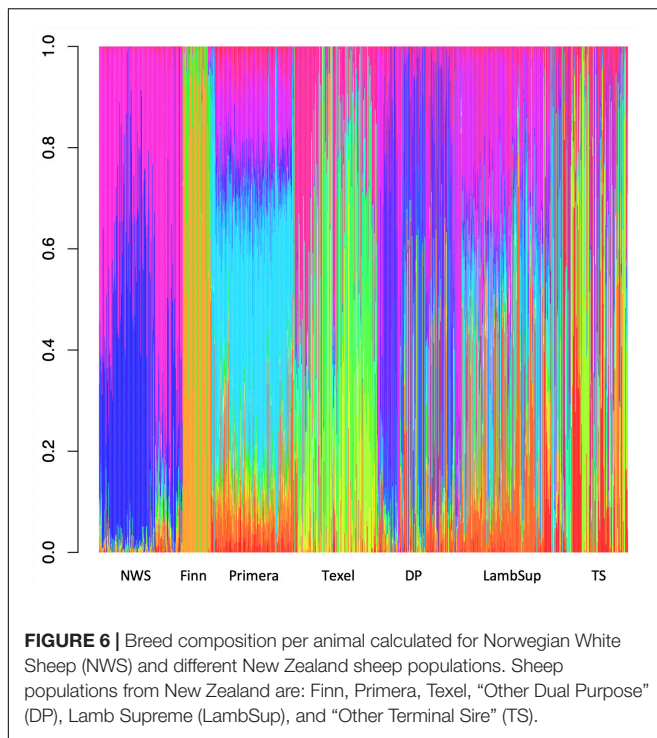 1.0
0.8
0.6
0.4
0.2
0.0
NWS Finn Primera Texel DP LambSup TS
FIGURE 6 | Breed composition per animal calculated for Norwegian White
Sheep (NWS) and different New Zealand sheep populations. Sheep
populations from New Zealand are: Finn, Primera, Texel, “Other Dual Purpose”
(DP), Lamb Supreme (LambSup), and “Other Terminal Sire” (TS).